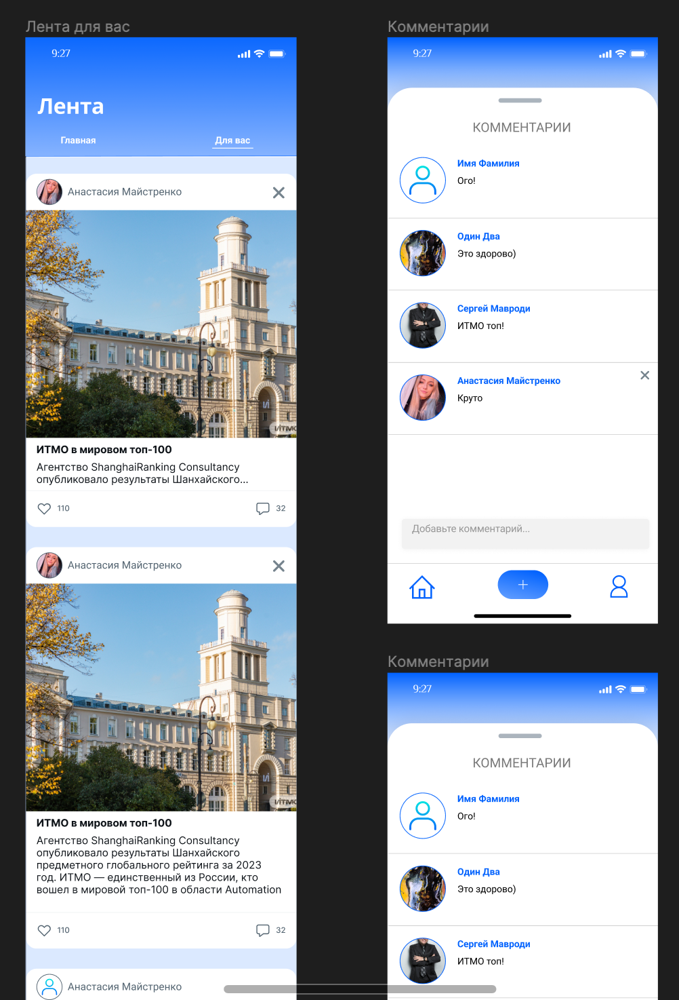 Лента для вас
9:27
Лента
Главная
Для вас
Анастасия Майстренко
ИТМО
ИТМО в мировом топ-100
Агентство ShanghaiRanking Consultancy
опубликовало результаты Шанхайского...
110
32
Анастасия Майстренко
ИТМО
ИТМО в мировом топ-100
Агентство ShanghaiRanking Consultancy
опубликовало результаты Шанхайского
предметного глобального рейтинга за 2023
год. ИТМО — единственный из России, кто
вошел в мировой топ-100 в области Automation
110
32
Анастасия Майстренко
Комментарии
9:27
КОММЕНТАРИИ
Имя Фамилия
Ого!
Один Два
Это здорово)
Сергей Мавроди
ИТМО топ!
Анастасия Майстренко
Круто
Добавьте комментарий...
Комментарии
9:27
КОММЕНТАРИИ
Имя Фамилия
Ого!
Один Два
Это здорово)
Сергей Мавроди
ИТМО топ!